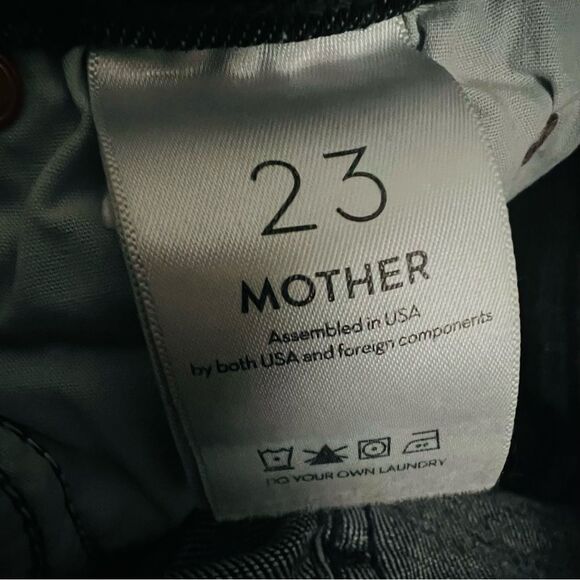 23
MOTHER
Assembled in USA
by both USA and foreign components
DO YOUR OWN LAUNDRY